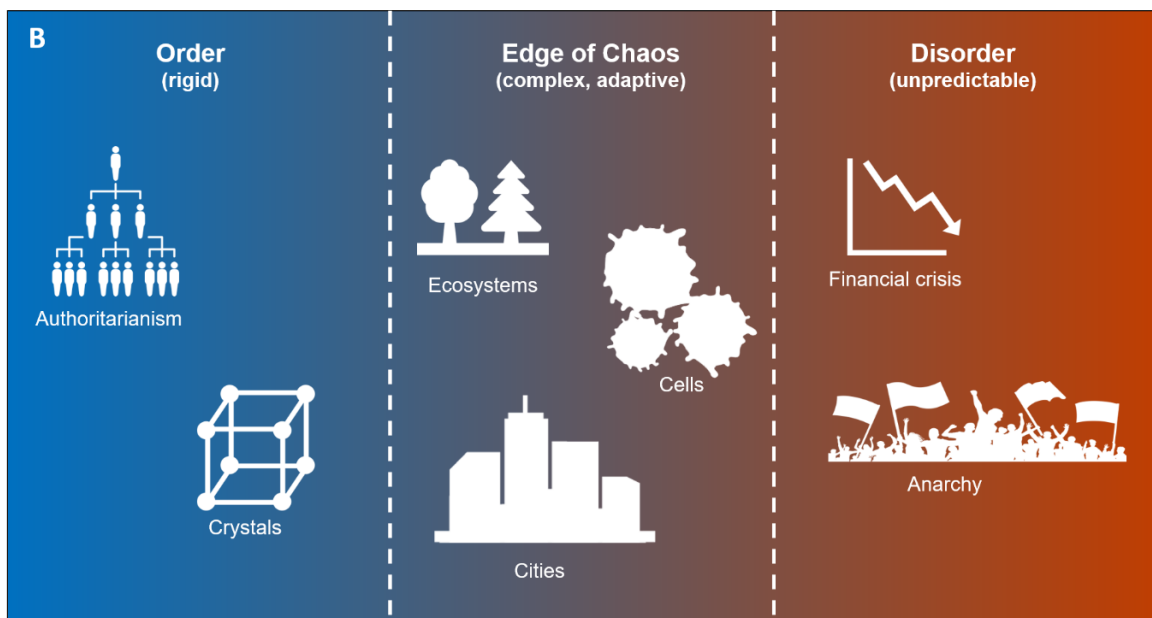 B
Order
(rigid)
Edge of Chaos
(complex, adaptive)
Disorder
(unpredictable)
Authoritarianism
Crystals
Ecosystems
Cells
Cities
Financial crisis
Anarchy